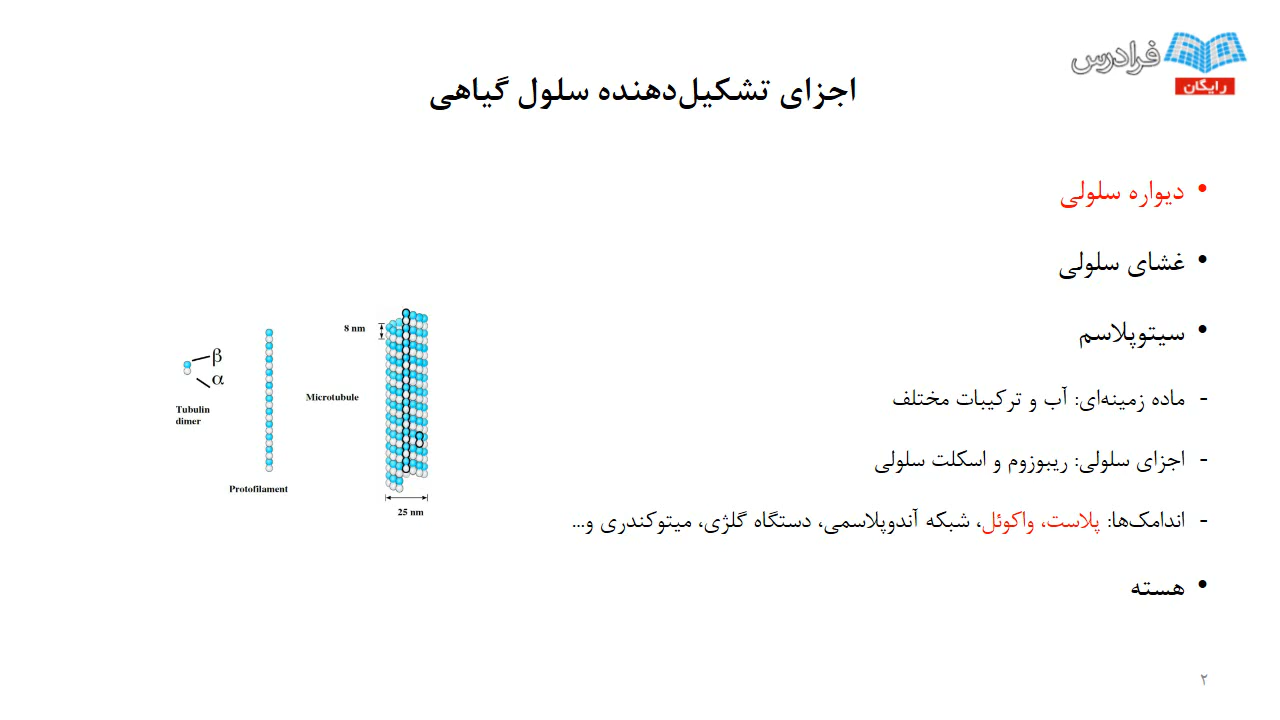 فرادرس
رایگان
اجزای تشکیل‌دهنده سلول گیاهی
• دیواره سلولی
• غشای سلولی
• سیتوپلاسم
- ماده زمینه‌ای: آب و ترکیبات مختلف
- اجزای سلولی: ریبوزوم و اسکلت سلولی
- اندامک‌ها: پلاست، واکوئل، شبکه آندوپلاسمی، دستگاه گلژی، میتوکندری و...
• هسته
β
α
Tubulin
dimer
Protofilament
8 nm
Microtubule
25 nm
۲